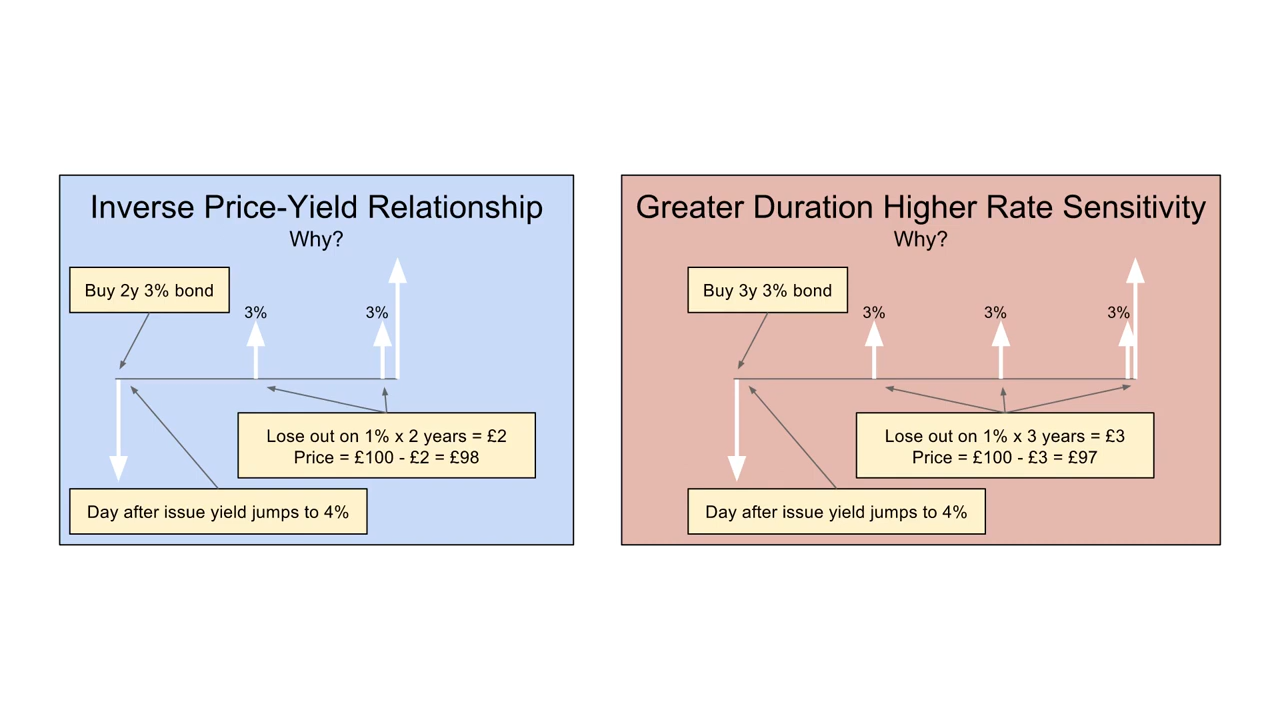 Inverse Price-Yield Relationship
Why?
Buy 2y 3% bond
3%
3%
Lose out on 1% x 2 years = £2
Price = £100 - £2 = £98
Day after issue yield jumps to 4%
Greater Duration Higher Rate Sensitivity
Why?
Buy 3y 3% bond
3%
3%
3%
Lose out on 1% x 3 years = £3
Price = £100 - £3 = £97
Day after issue yield jumps to 4%